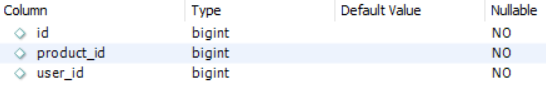 Column Type Default Value Nullable
id bigint NO
product_id bigint NO
user_id bigint NO